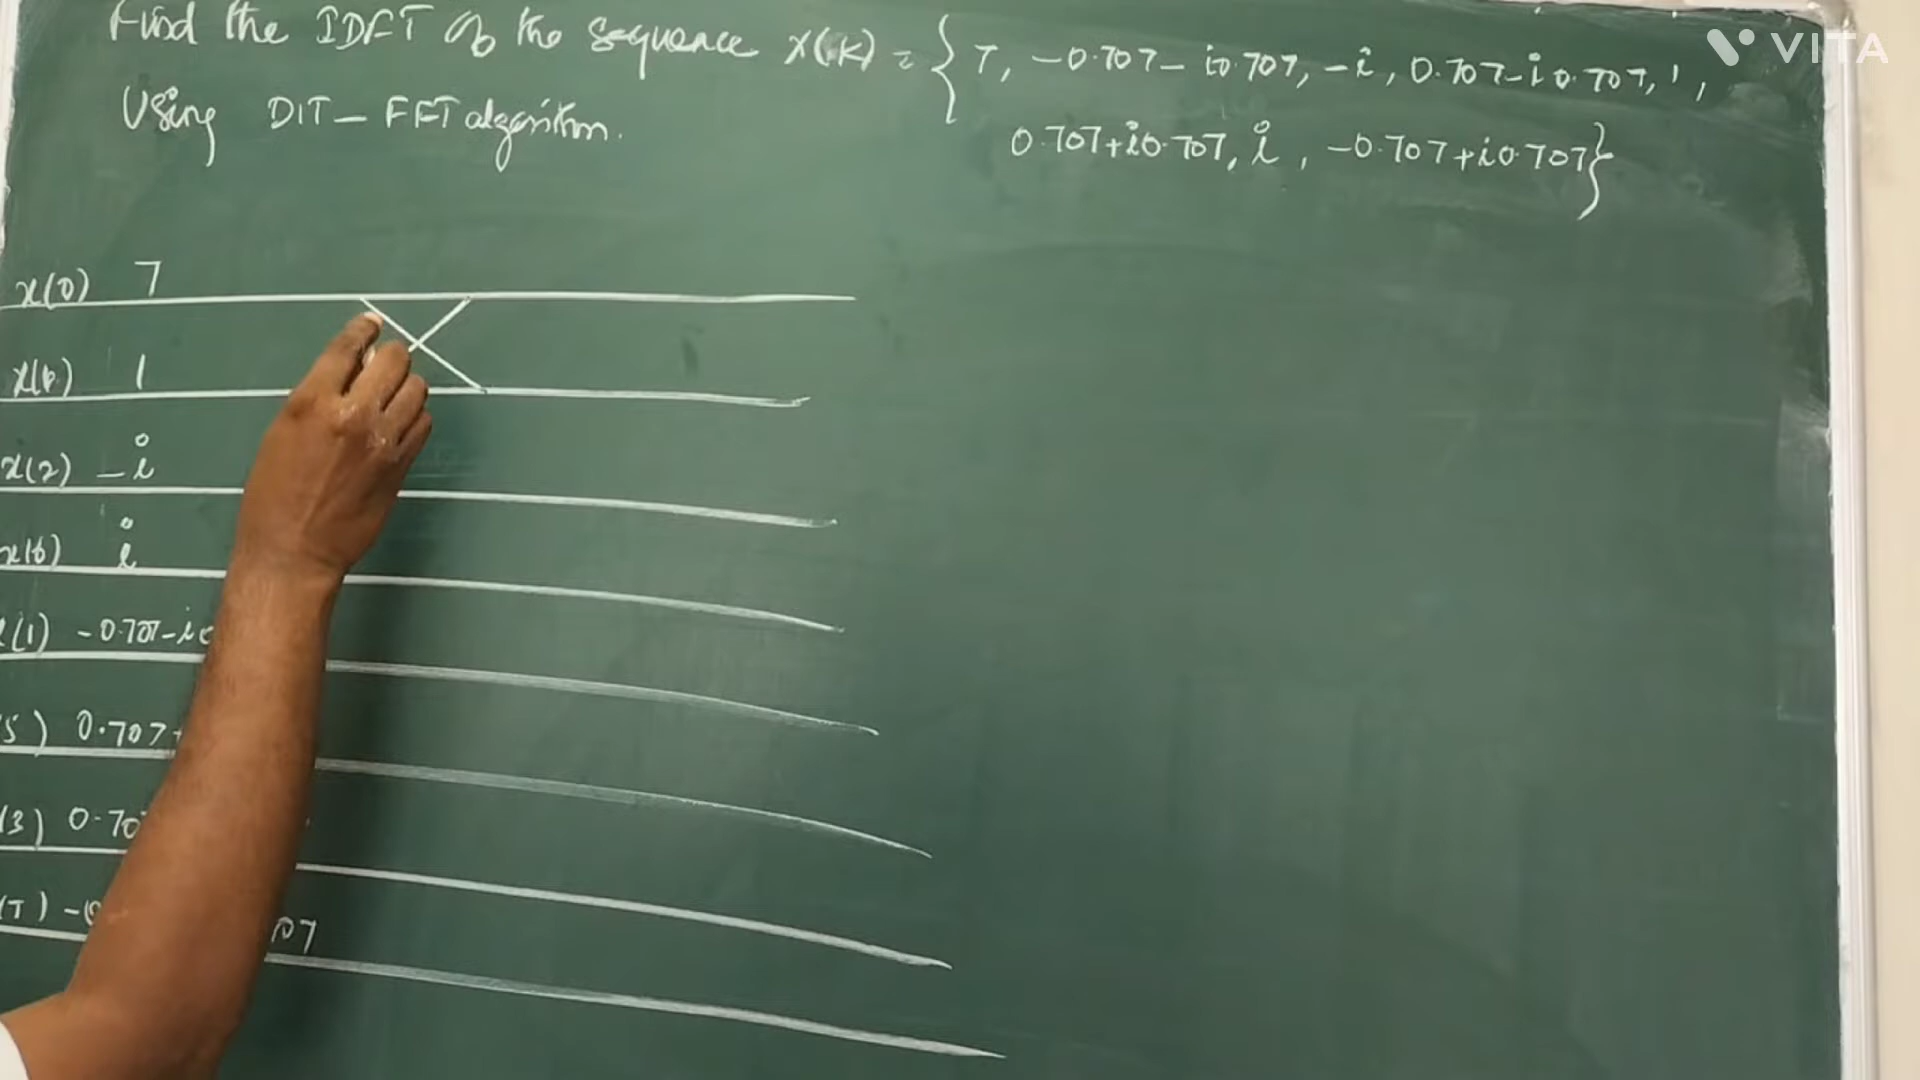 Find the IDFT of the sequence X(K) = { 7, -0.707 - i0.707, -i, 0.707 - i0.707, 1,
0.707+i0.707, i, -0.707+i0.707}
Using DIT - FFT algorithm.
VITA
x(0) 7
1
x(2) -i
x(6) i
(1) -0.707-i
5) 0.707+
(3) 0.70
(7) -0
07